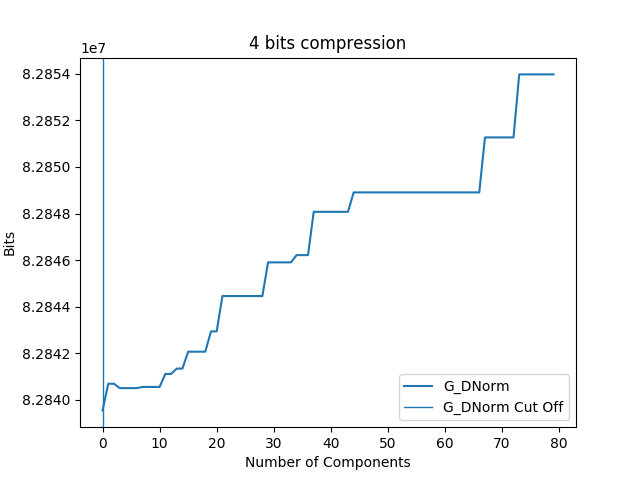 4 bits compression
1e7
8.2854
8.2852
8.2850
8.2848
8.2846
8.2844
8.2842
8.2840
Bits
0 10 20 30 40 50 60 70 80
Number of Components
G_DNorm
G_DNorm Cut Off